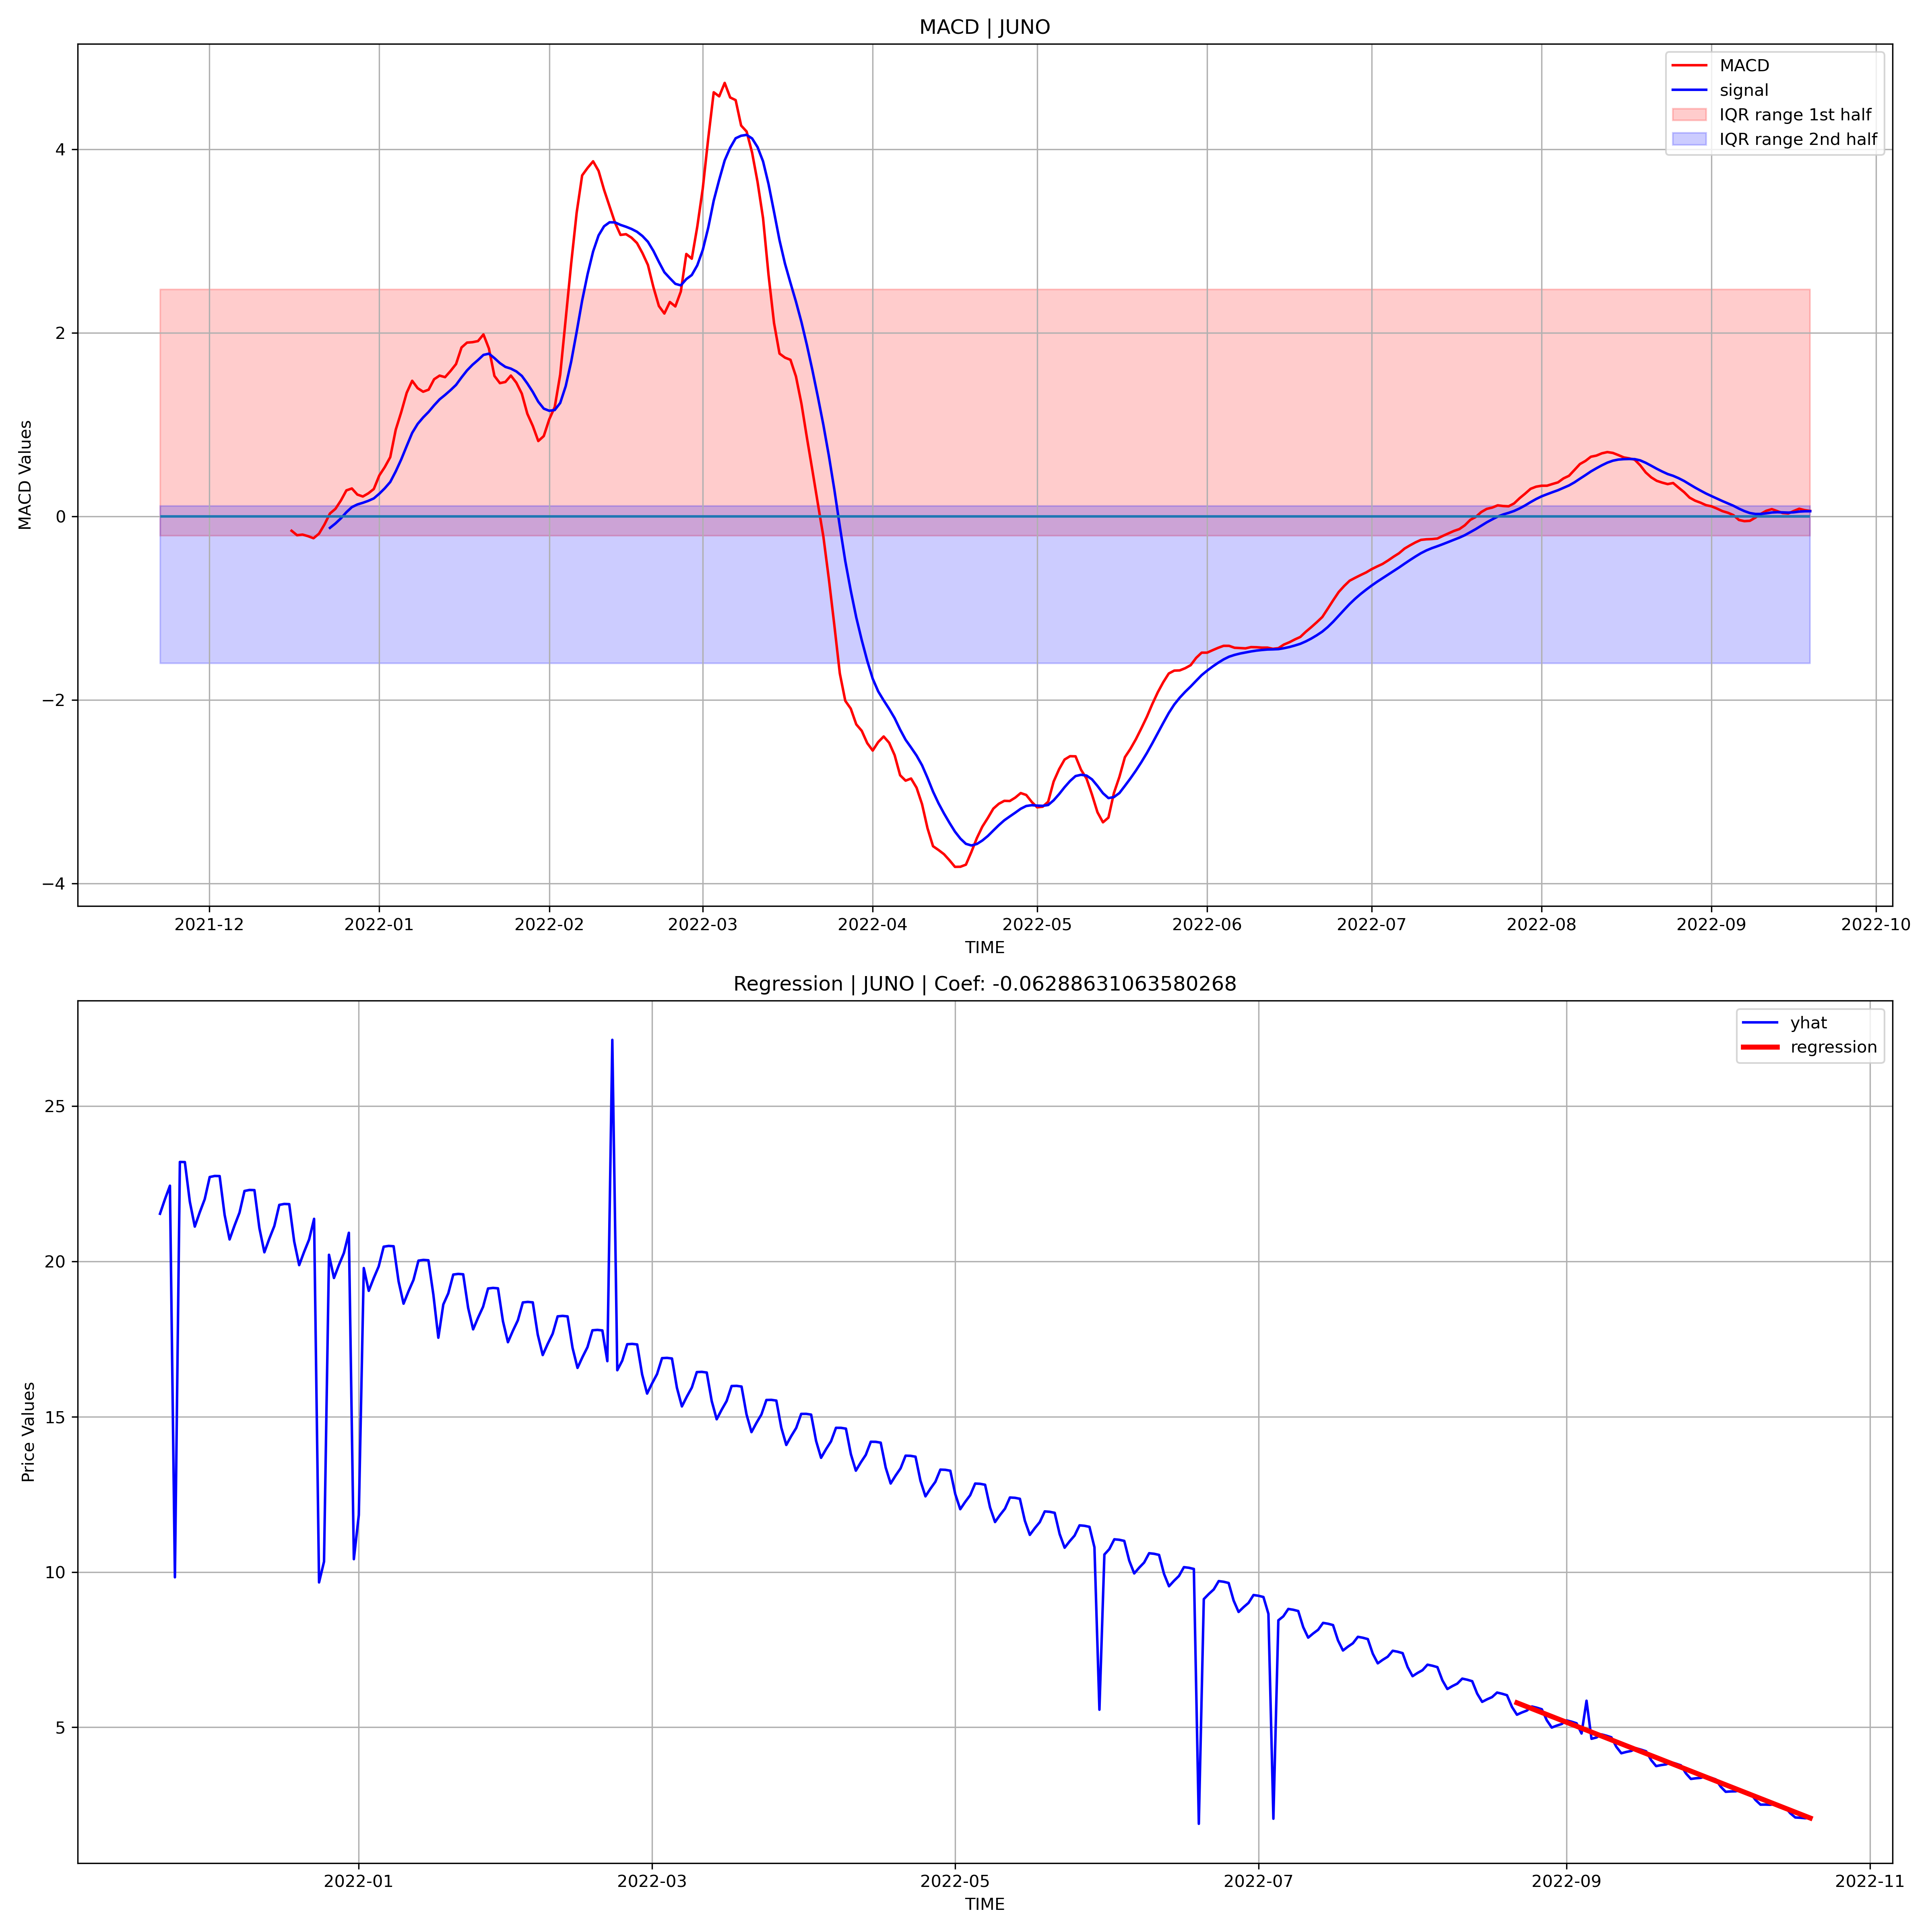 MACD | JUNO
MACD
signal
IQR range 1st half
IQR range 2nd half
MACD Values
4
2
0
−2
−4
2021-12
2022-01
2022-02
2022-03
2022-04
2022-05
2022-06
2022-07
2022-08
2022-09
2022-10
TIME
Regression | JUNO | Coef: -0.06288631063580268
yhat
regression
Price Values
25
20
15
10
5
2022-01
2022-03
2022-05
2022-07
2022-09
2022-11
TIME